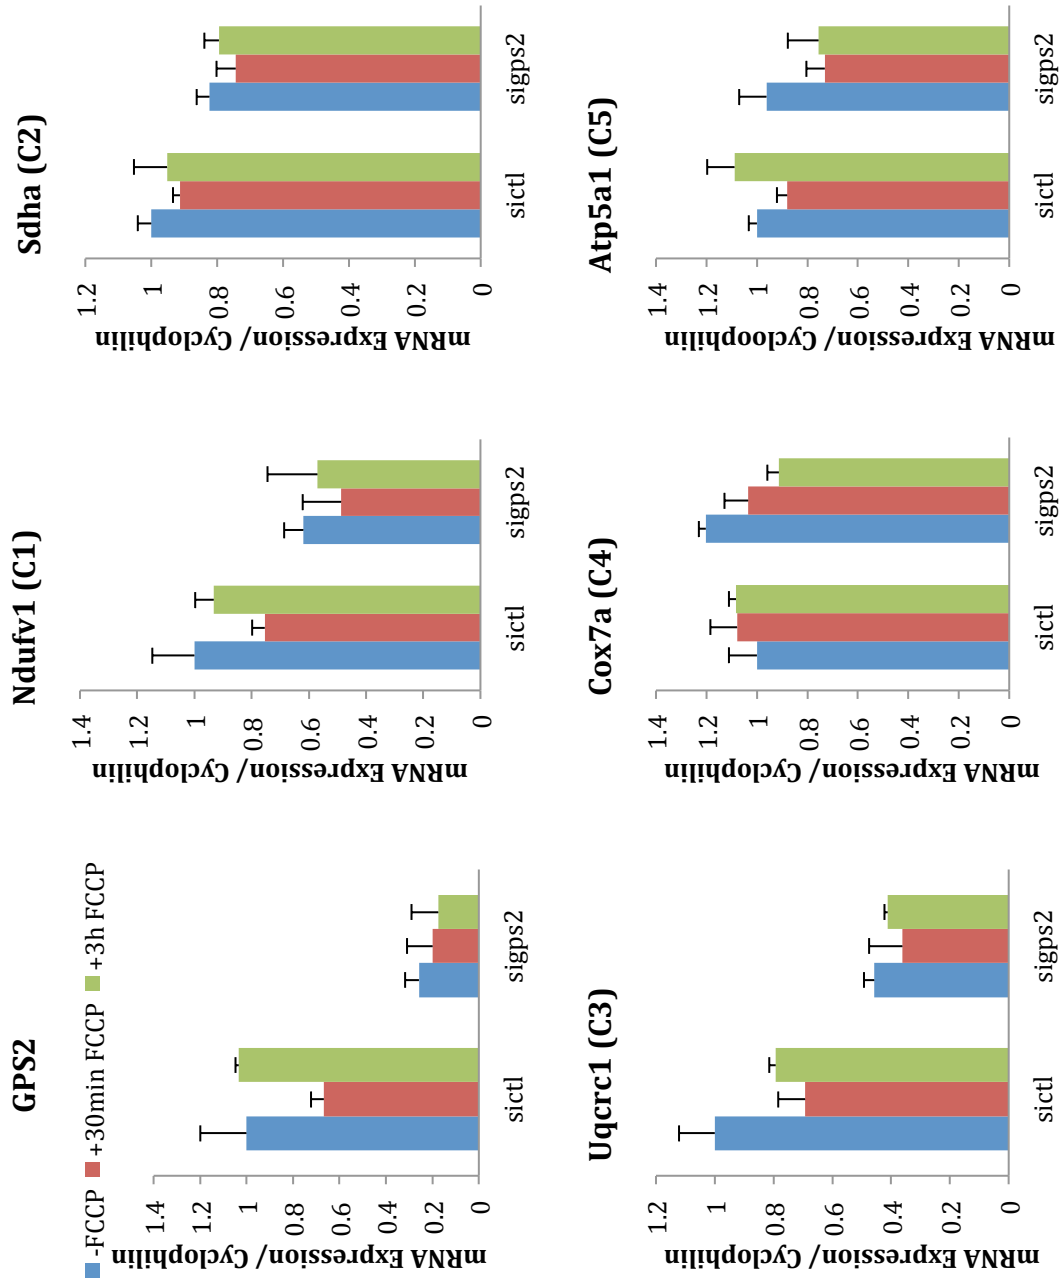 GPS2
-FCCP +30min FCCP +3h FCCP
mRNA Expression/ Cyclophilin
1.4
1.2
1
0.8
0.6
0.4
0.2
0
sictl sigps2
Ndufv1 (C1)
mRNA Expression/ Cyclophilin
1.4
1.2
1
0.8
0.6
0.4
0.2
0
sictl sigps2
Sdha (C2)
mRNA Expression/ Cyclophilin
1.2
1
0.8
0.6
0.4
0.2
0
sictl sigps2
Uqcrc1 (C3)
mRNA Expression/ Cyclophilin
1.2
1
0.8
0.6
0.4
0.2
0
sictl sigps2
Cox7a (C4)
mRNA Expression/ Cyclophilin
1.4
1.2
1
0.8
0.6
0.4
0.2
0
sictl sigps2
Atp5a1 (C5)
mRNA Expression/ Cycloophilin
1.4
1.2
1
0.8
0.6
0.4
0.2
0
sictl sigps2